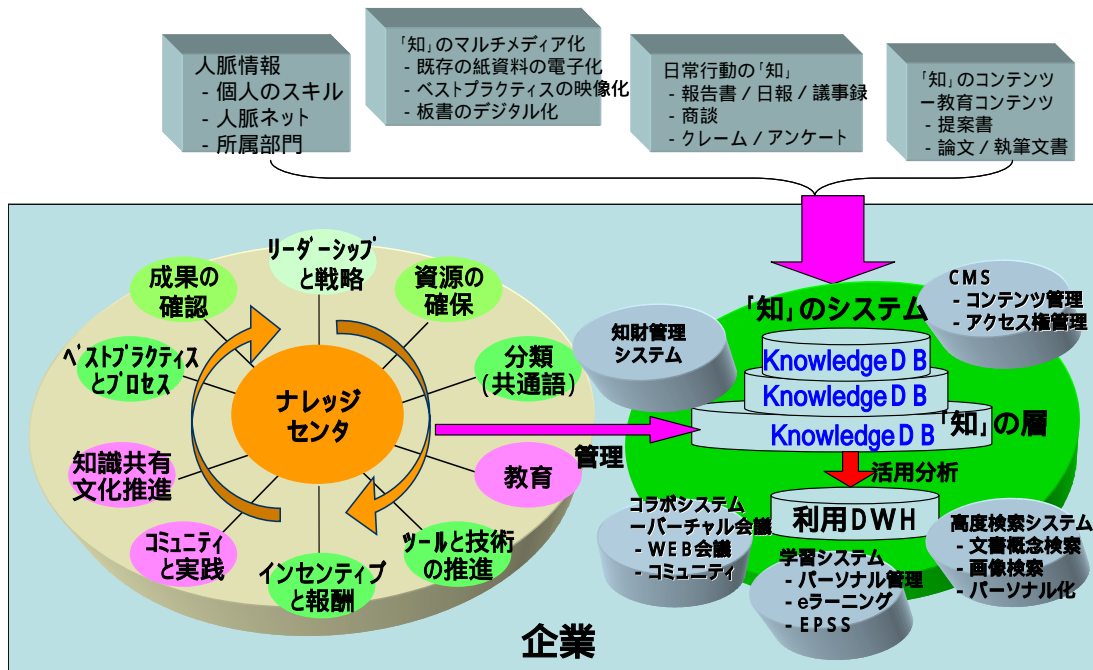 人脈情報
- 個人のスキル
- 人脈ネット
- 所属部門
「知」のマルチメディア化
- 既存の紙資料の電子化
- ベストプラクティスの映像化
- 板書のデジタル化
日常行動の「知」
- 報告書/日報/議事録
- 商談
- クレーム/アンケート
「知」のコンテンツ
ー教育コンテンツ
- 提案書
- 論文/執筆文書
リーダーシップ
と戦略
成果の
確認
資源の
確保
ベストプラクティス
とプロセス
分類
(共通語)
ナレッジ
センタ
知識共有
文化推進
教育
コミュニティ
と実践
インセンティブ
と報酬
ツールと技術
の推進
管理
「知」のシステム
知財管理
システム
CMS
- コンテンツ管理
- アクセス権管理
Knowledge D B
Knowledge D B
Knowledge D B
「知」の層
活用分析
利用DWH
コラボシステム
ーバーチャル会議
- WEB会議
- コミュニティ
学習システム
- パーソナル管理
- eラーニング
- EPSS
高度検索システム
- 文書概念検索
- 画像検索
- パーソナル化
企業